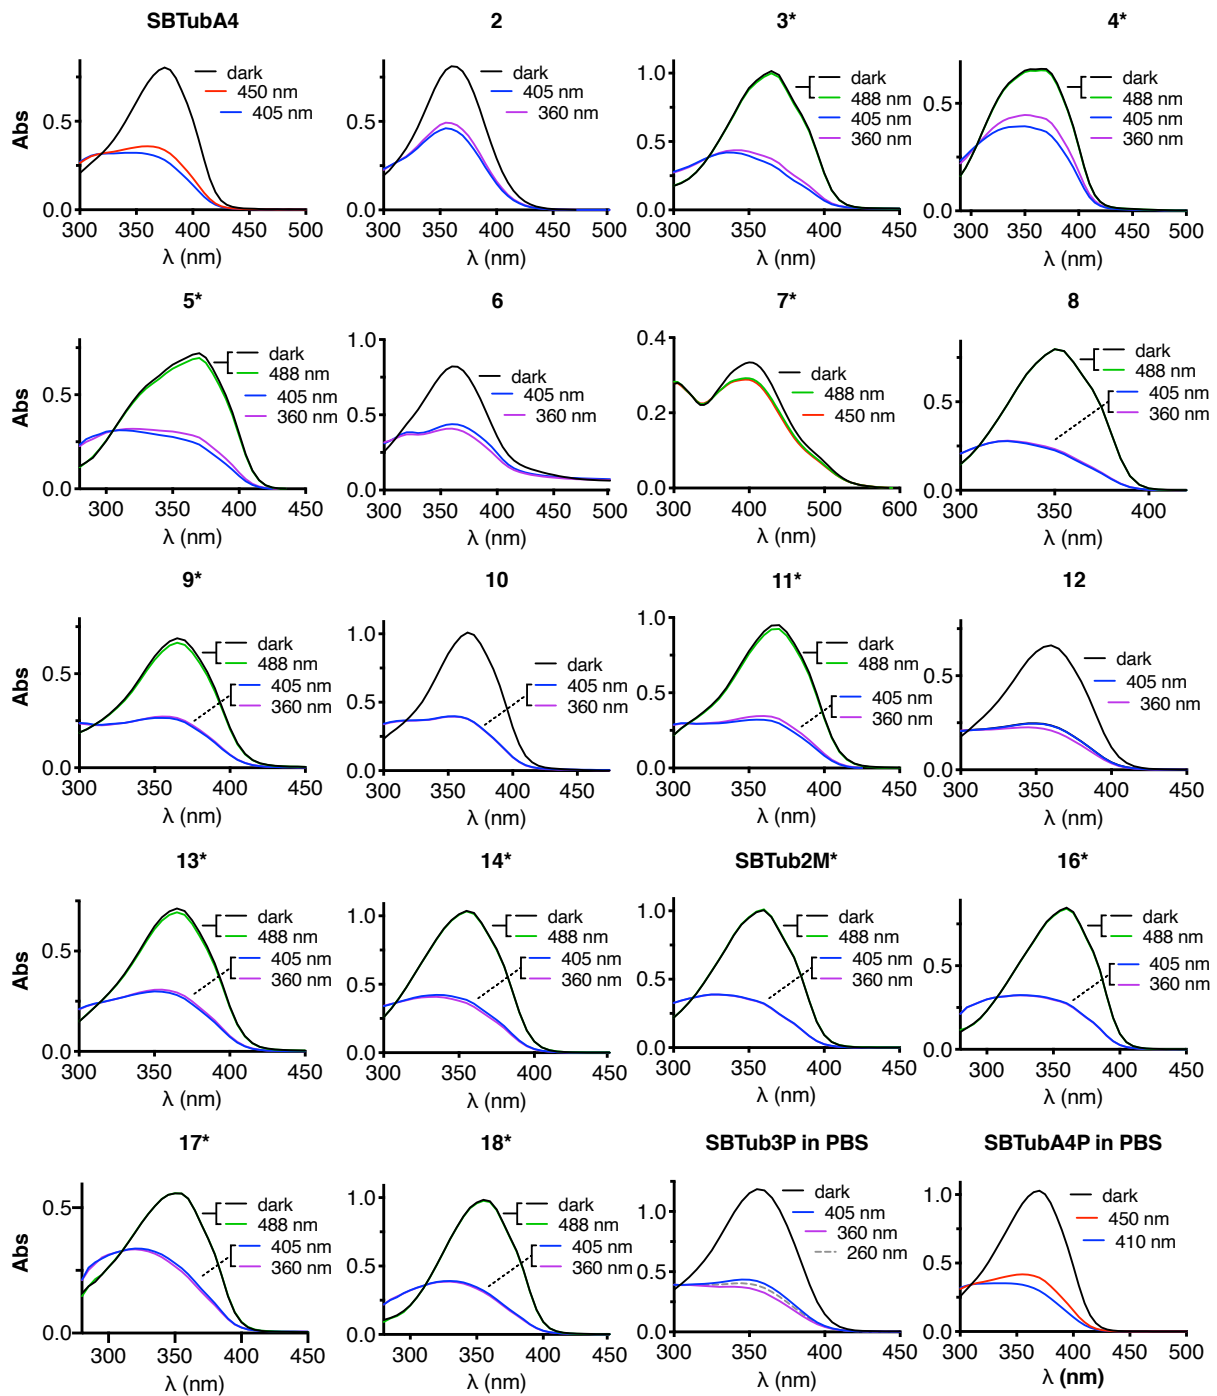 SBTubA4
Abs
0.5
0.0
300 350 400 450 500
λ (nm)
dark
450 nm
405 nm
2
0.5
0.0
300 350 400 450 500
λ (nm)
dark
405 nm
360 nm
3*
1.0
0.5
0.0
300 350 400 450
λ (nm)
dark
488 nm
405 nm
360 nm
4*
0.5
0.0
300 350 400 450 500
λ (nm)
dark
488 nm
405 nm
360 nm
5*
Abs
0.5
0.0
300 350 400 450
λ (nm)
dark
488 nm
405 nm
360 nm
6
1.0
0.5
0.0
300 350 400 450 500
λ (nm)
dark
405 nm
360 nm
7*
0.4
0.2
0.0
300 400 500 600
λ (nm)
dark
488 nm
450 nm
8
0.5
0.0
300 350 400
λ (nm)
dark
488 nm
405 nm
360 nm
9*
Abs
0.5
0.0
300 350 400 450
λ (nm)
dark
488 nm
405 nm
360 nm
10
1.0
0.5
0.0
300 350 400 450
λ (nm)
dark
405 nm
360 nm
11*
1.0
0.5
0.0
300 350 400 450
λ (nm)
dark
488 nm
405 nm
360 nm
12
0.5
0.0
300 350 400 450
λ (nm)
dark
405 nm
360 nm
13*
Abs
0.5
0.0
300 350 400 450
λ (nm)
dark
488 nm
405 nm
360 nm
14*
1.0
0.5
0.0
300 350 400 450
λ (nm)
dark
488 nm
405 nm
360 nm
SBTub2M*
1.0
0.5
0.0
300 350 400 450
λ (nm)
dark
488 nm
405 nm
360 nm
16*
0.5
0.0
300 350 400 450
λ (nm)
dark
488 nm
405 nm
360 nm
17*
Abs
0.5
0.0
300 350 400 450
λ (nm)
dark
488 nm
405 nm
360 nm
18*
1.0
0.5
0.0
300 350 400 450
λ (nm)
dark
488 nm
405 nm
360 nm
SBTub3P in PBS
1.0
0.5
0.0
300 350 400 450
λ (nm)
dark
405 nm
360 nm
260 nm
SBTubA4P in PBS
1.0
0.5
0.0
300 350 400 450 500
λ (nm)
dark
450 nm
410 nm